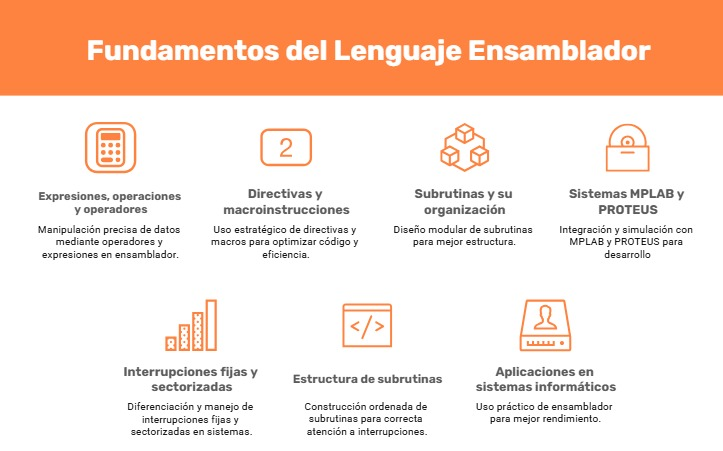 Fundamentos del Lenguaje Ensamblador
Expresiones, operaciones
y operadores
Manipulación precisa de datos
mediante operadores y
expresiones en ensamblador.
2
Directivas y
macroinstrucciones
Uso estratégico de directivas y
macros para optimizar código y
eficiencia.
Subrutinas y su
organización
Diseño modular de subrutinas
para mejor estructura.
Sistemas MPLAB y
PROTEUS
Integración y simulación con
MPLAB y PROTEUS para
desarrollo
Interrupciones fijas y
sectorizadas
Diferenciación y manejo de
interrupciones fijas y
sectorizadas en sistemas.
</>
Estructura de subrutinas
Construcción ordenada de
subrutinas para correcta
atención a interrupciones.
Aplicaciones en
sistemas informáticos
Uso práctico de ensamblador
para mejor rendimiento.